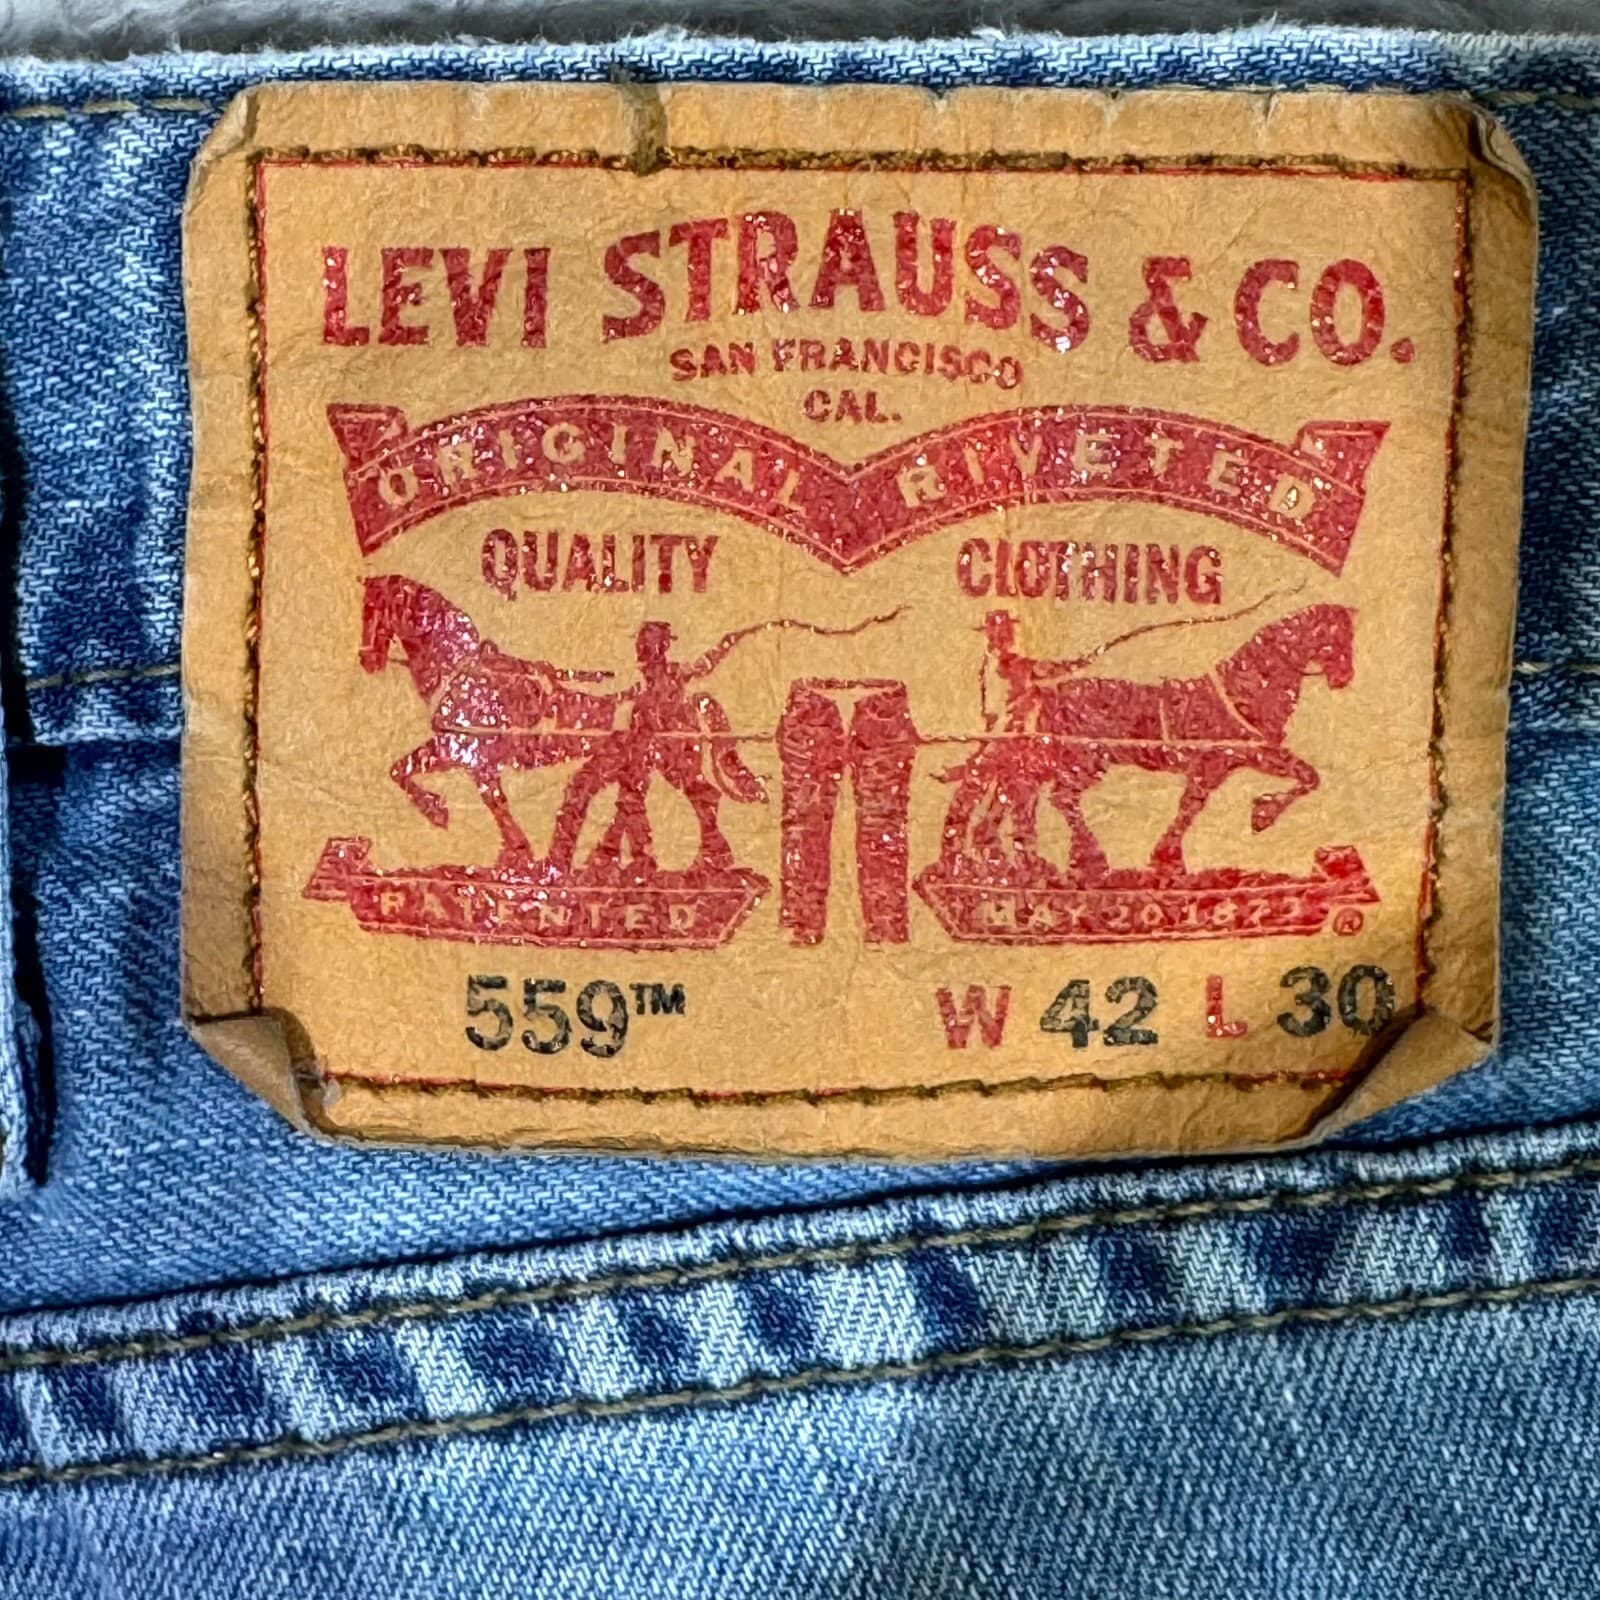 LEVI STRAUSS & CO.
SAN FRANCISCO
CAL.
ORIGINAL RIVETED
QUALITY CLOTHING
PATENTED MAY 20 1873 ®
559™ W 42 L 30